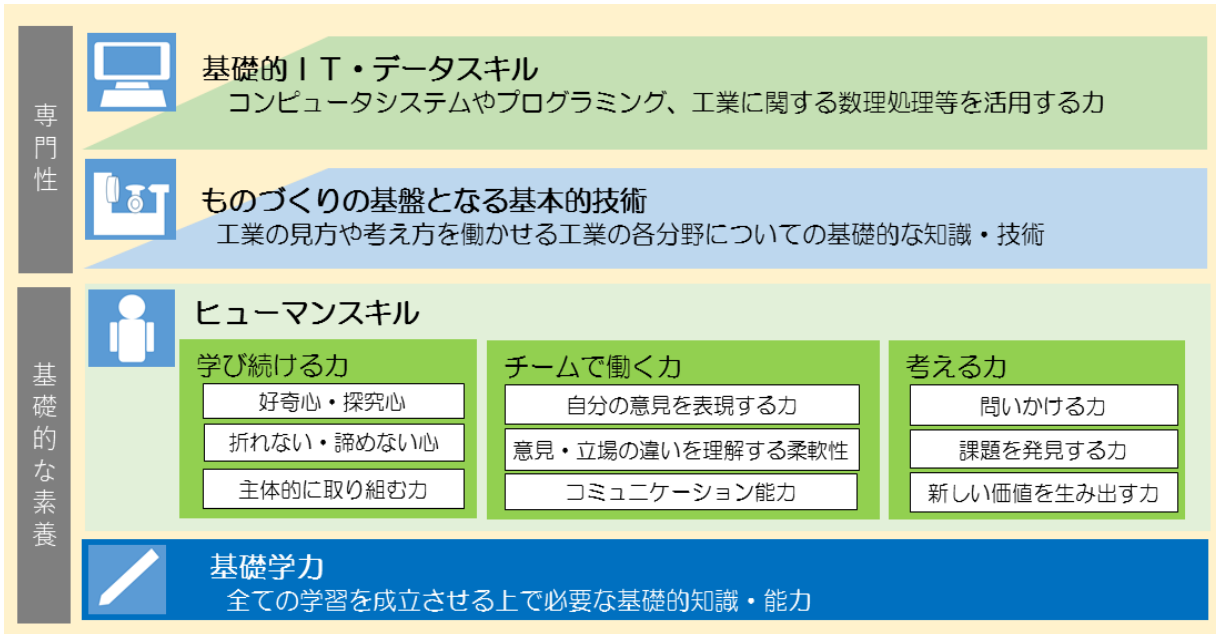 専門性
基礎的ＩＴ・データスキル
コンピュータシステムやプログラミング、工業に関する数理処理等を活用する力
ものづくりの基盤となる基本的技術
工業の見方や考え方を働かせる工業の各分野についての基礎的な知識・技術
基礎的な素養
ヒューマンスキル
学び続ける力
好奇心・探究心
折れない・諦めない心
主体的に取り組む力
チームで働く力
自分の意見を表現する力
意見・立場の違いを理解する柔軟性
コミュニケーション能力
考える力
問いかける力
課題を発見する力
新しい価値を生み出す力
基礎学力
全ての学習を成立させる上で必要な基礎的知識・能力